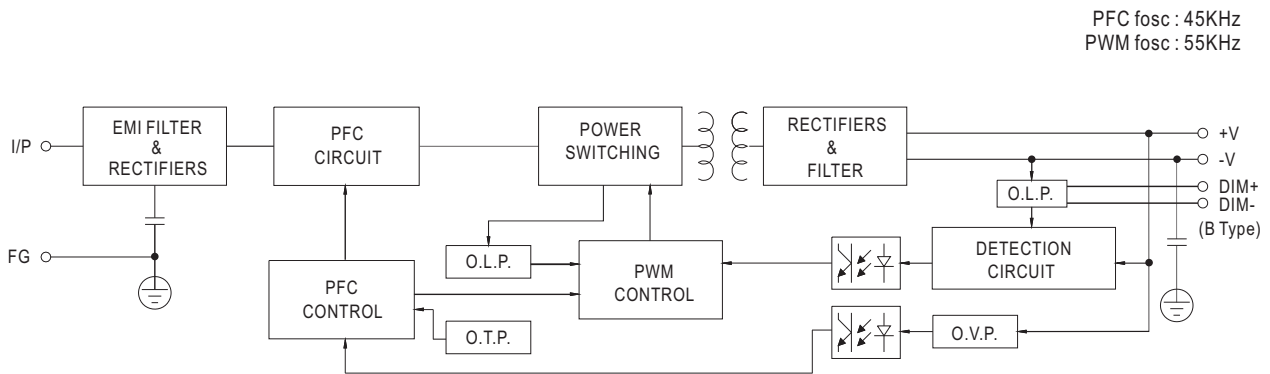 PFC fosc : 45KHz
PWM fosc : 55KHz
I/P
EMI FILTER
&
RECTIFIERS
PFC
CIRCUIT
POWER
SWITCHING
RECTIFIERS
&
FILTER
+V
-V
O.L.P.
DIM+
DIM-
(B Type)
FG
PFC
CONTROL
O.L.P.
O.T.P.
PWM
CONTROL
DETECTION
CIRCUIT
O.V.P.